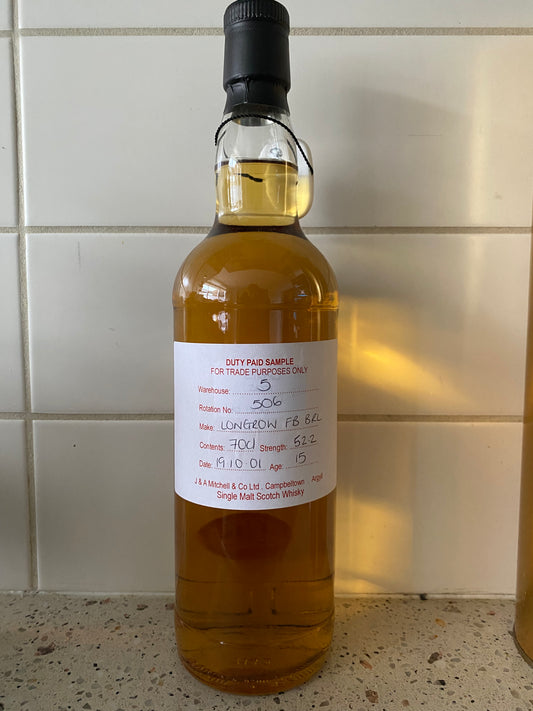 DUTY PAID SAMPLE
FOR TRADE PURPOSES ONLY
Warehouse: 5
Rotation No: 506
Make: LONGROW FB BRL
Contents: 70cl Strength: 52.2
Date: 19 10 01 Age: 15
J & A Mitchell & Co Ltd . Campbeltown . Argyll
Single Malt Scotch Whisky